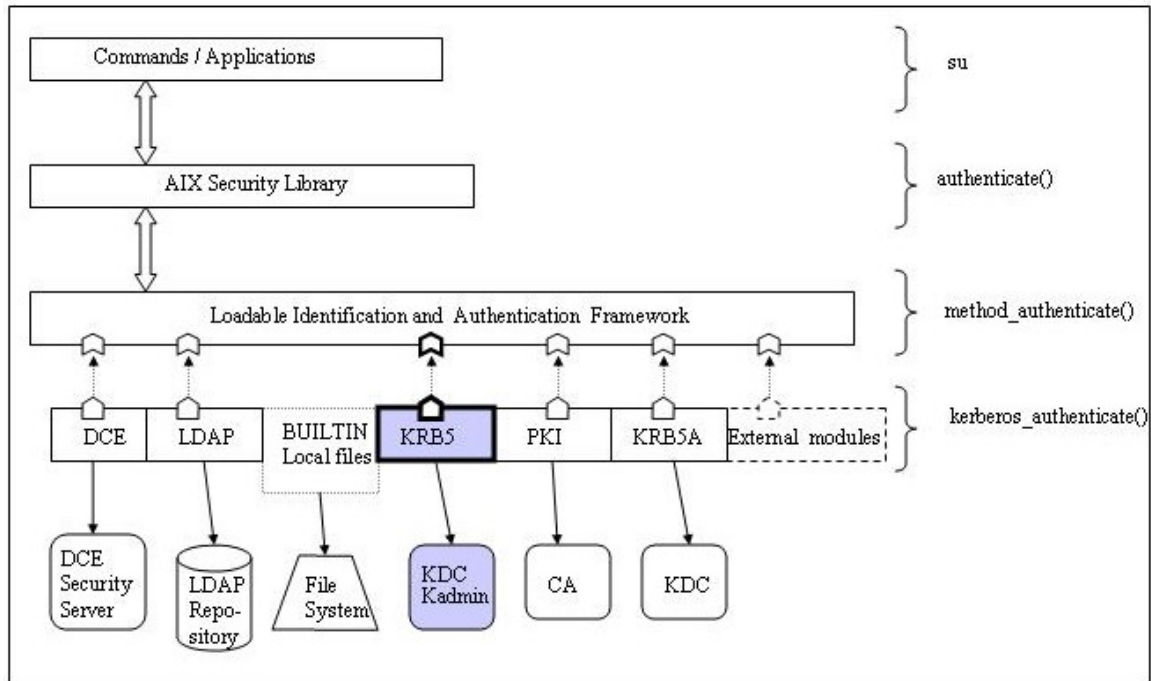 Commands / Applications
su
AIX Security Library
authenticate()
Loadable Identification and Authentication Framework
method_authenticate()
DCE
LDAP
BUILTIN
Local files
KRB5
PKI
KRB5A
External modules
kerberos_authenticate()
DCE
Security
Server
LDAP
Repo-
sitory
File
System
KDC
Kadmin
CA
KDC